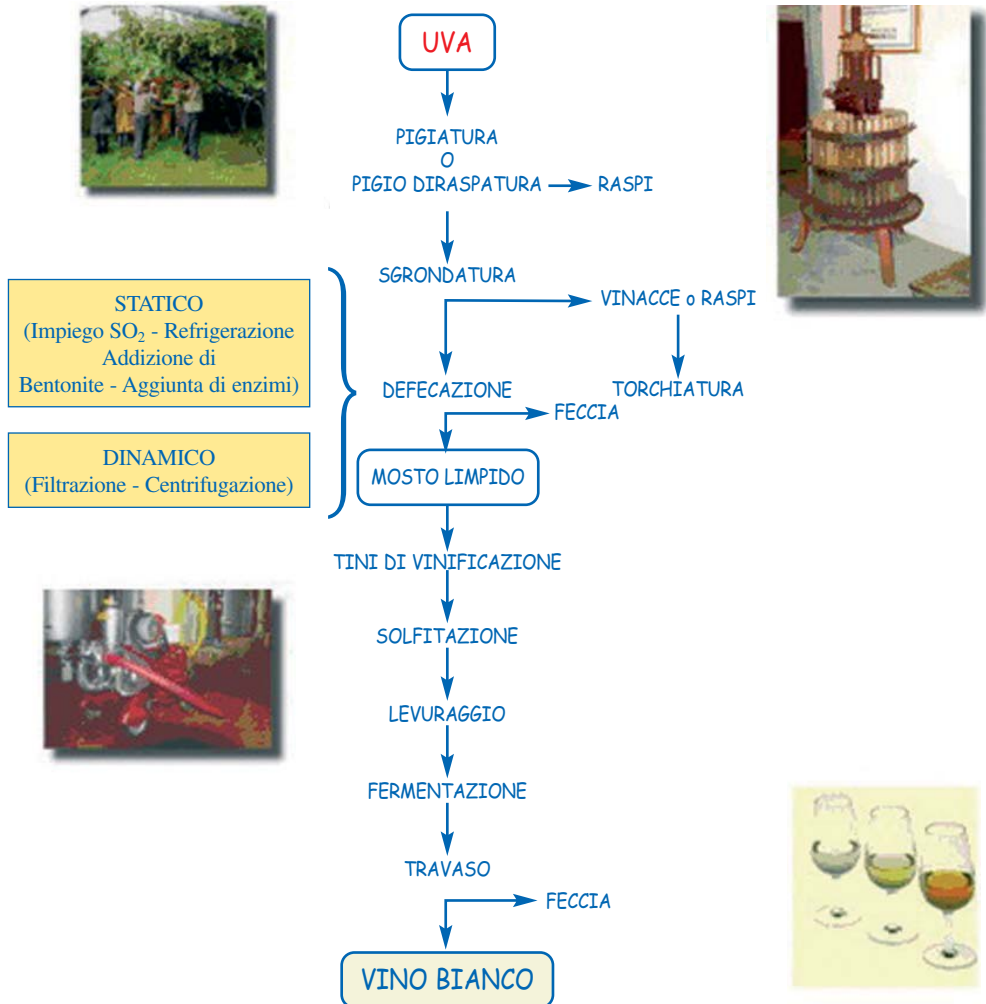 UVA
PIGIATURA
O
PIGIO DIRASPATURA
RASPI
SGRONDATURA
STATICO
(Impiego SO₂ - Refrigerazione
Addizione di
Bentonite - Aggiunta di enzimi)
VINACCE o RASPI
DEFECAZIONE
TORCHIATURA
FECCIA
DINAMICO
(Filtrazione - Centrifugazione)
MOSTO LIMPIDO
TINI DI VINIFICAZIONE
SOLFITAZIONE
LEVURAGGIO
FERMENTAZIONE
TRAVASO
FECCIA
VINO BIANCO